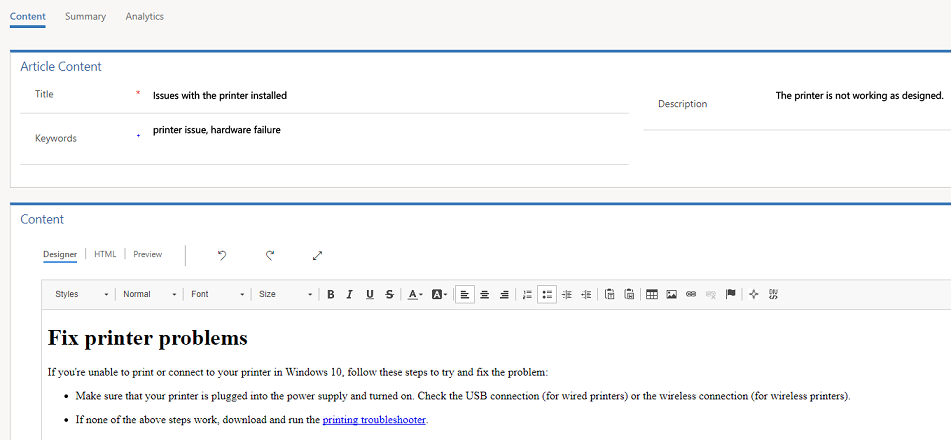 Content Summary Analytics
Article Content
Title * Issues with the printer installed
Description The printer is not working as designed.
Keywords + printer issue, hardware failure
Content
Designer HTML Preview
Styles Normal Font Size B I U S A A
Fix printer problems
If you're unable to print or connect to your printer in Windows 10, follow these steps to try and fix the problem:
• Make sure that your printer is plugged into the power supply and turned on. Check the USB connection (for wired printers) or the wireless connection (for wireless printers).
• If none of the above steps work, download and run the printing troubleshooter.